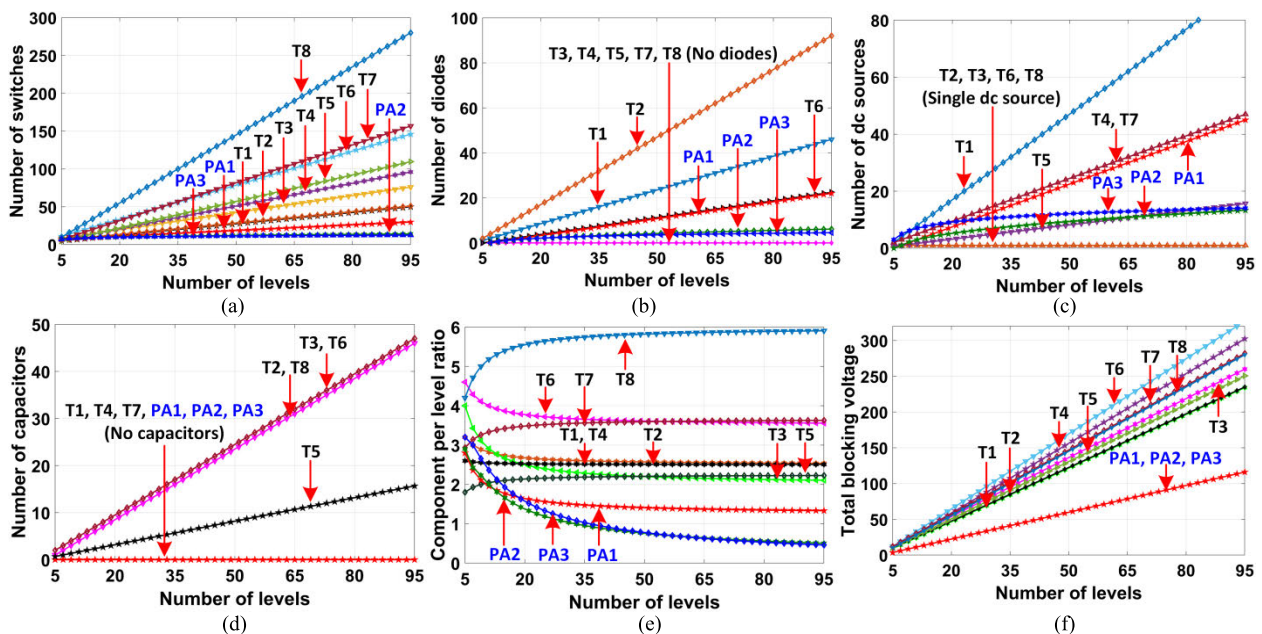 Number of switches
300
250
200
150
100
50
0
T8
T7
T6
T5
T4
T3
T2
T1
PA2
PA1
PA3
5 20 35 50 65 80 95
Number of levels
(a)
Number of diodes
100
80
60
40
20
0
T3, T4, T5, T7, T8 (No diodes)
T2
T1
T6
PA3
PA2
PA1
5 20 35 50 65 80 95
Number of levels
(b)
Number of dc sources
80
60
40
20
0
T2, T3, T6, T8
(Single dc source)
T1
T4, T7
T5
PA3
PA2
PA1
5 20 35 50 65 80 95
Number of levels
(c)
Number of capacitors
50
40
30
20
10
0
T3, T6
T2, T8
T1, T4, T7, PA1, PA2, PA3
(No capacitors)
T5
5 35 50 65 80 95
Number of levels
(d)
Component per level ratio
6
5
4
3
2
1
0
T6
T7
T8
T1, T4
T2
T3
T5
PA2
PA3
PA1
5 20 35 50 65 80 95
Number of levels
(e)
Total blocking voltage
300
250
200
150
100
50
0
T8
T7
T6
T5
T4
T3
T2
T1
PA1, PA2, PA3
5 20 35 50 65 80 95
Number of levels
(f)